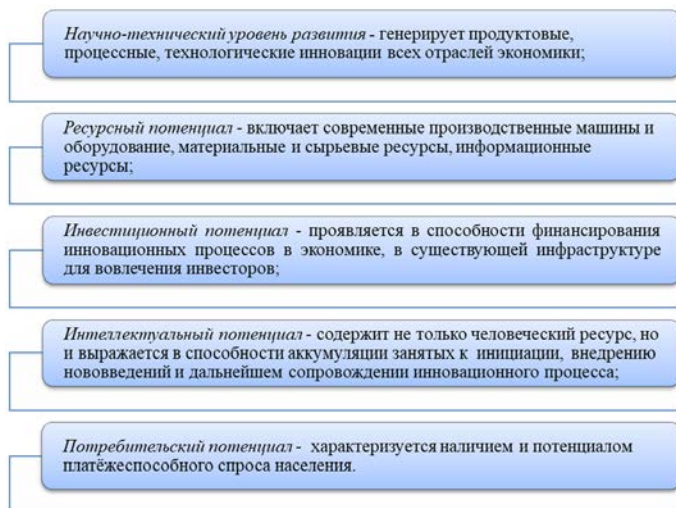 Научно-технический уровень развития - генерирует продуктовые,
процессные, технологические инновации всех отраслей экономики;
Ресурсный потенциал - включает современные производственные машины и
оборудование, материальные и сырьевые ресурсы, информационные
ресурсы;
Инвестиционный потенциал - проявляется в способности финансирования
инновационных процессов в экономике, в существующей инфраструктуре
для вовлечения инвесторов;
Интеллектуальный потенциал - содержит не только человеческий ресурс, но
и выражается в способности аккумуляции занятых к инициации, внедрению
нововведений и дальнейшем сопровождении инновационного процесса;
Потребительский потенциал - характеризуется наличием и потенциалом
платёжеспособного спроса населения.